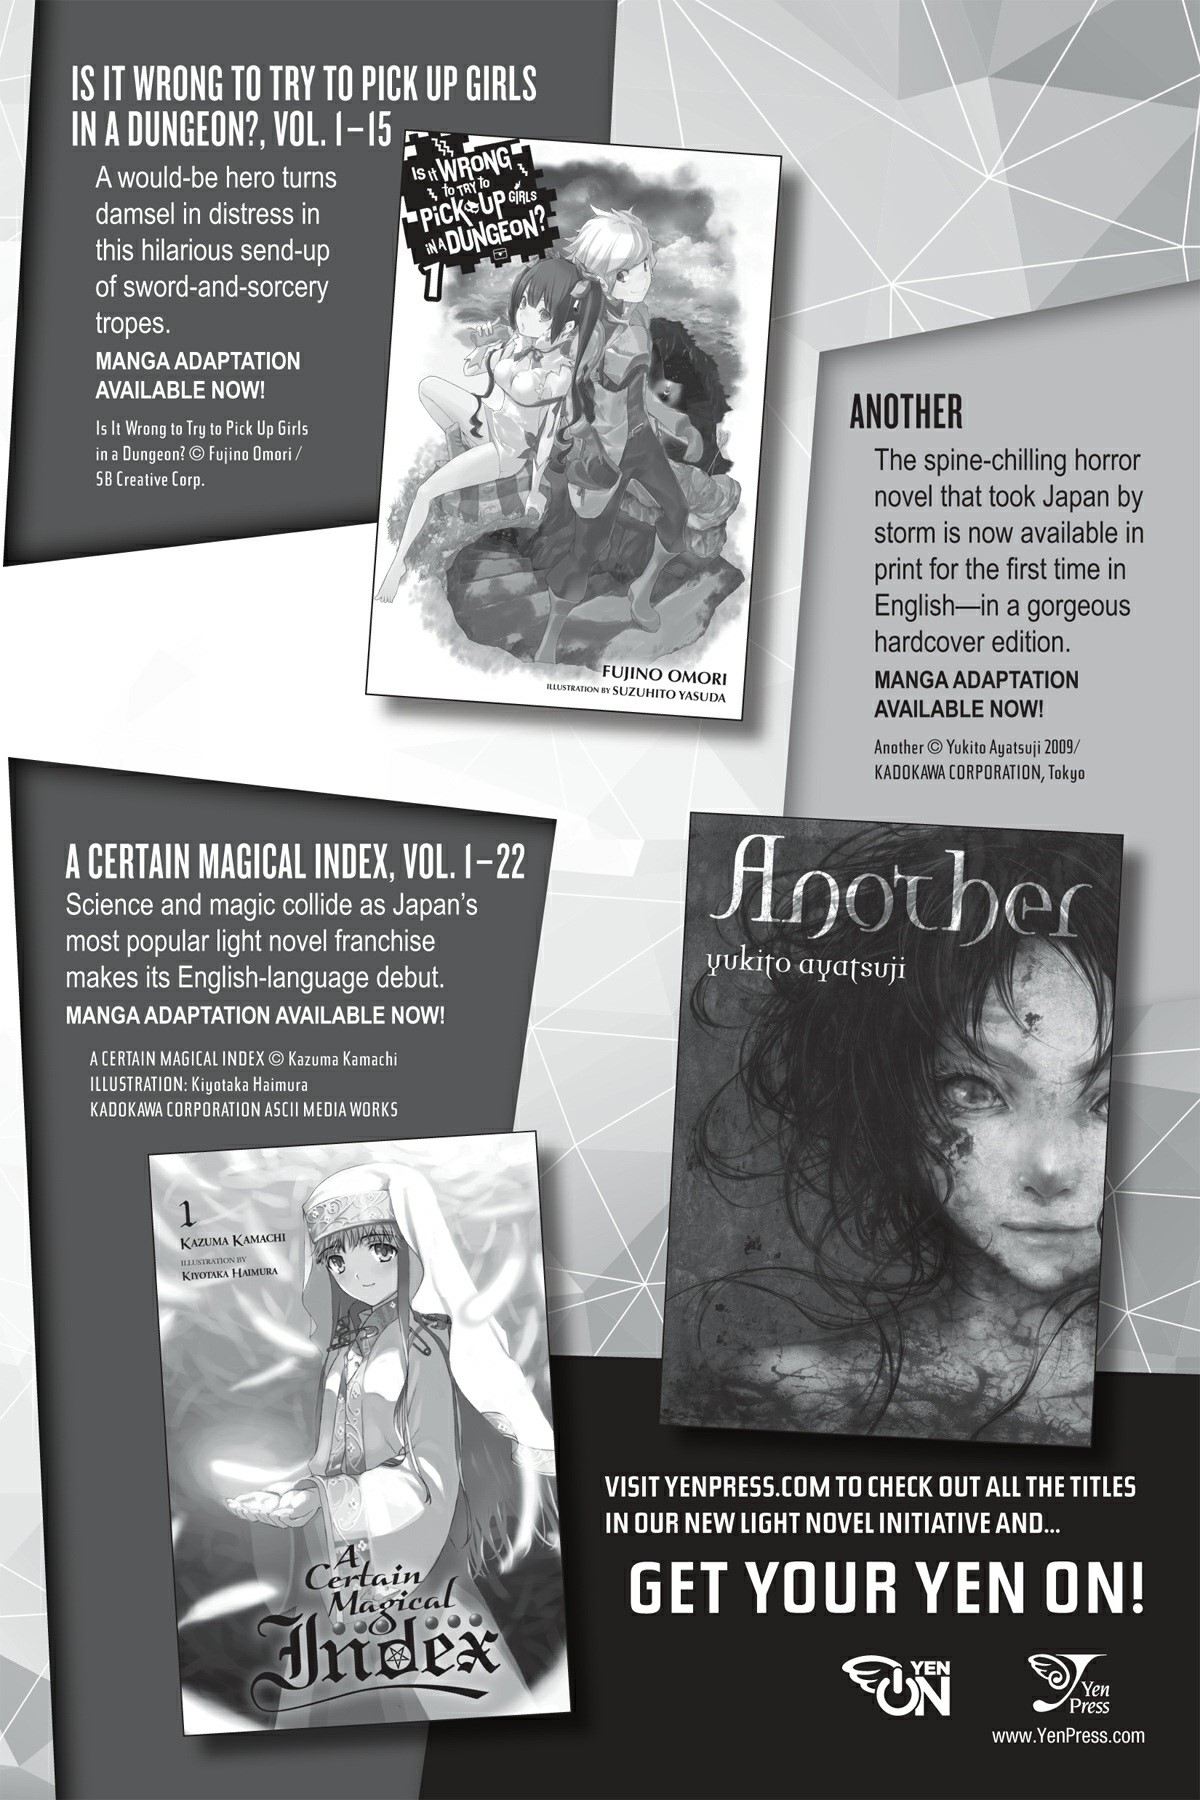 IS IT WRONG TO TRY TO PICK UP GIRLS
IN A DUNGEON?, VOL. 1–15
A would-be hero turns
damsel in distress in
this hilarious send-up
of sword-and-sorcery
tropes.
MANGA ADAPTATION
AVAILABLE NOW!
Is It Wrong to Try to Pick Up Girls
in a Dungeon? © Fujino Omori /
SB Creative Corp.
IS IT WRONG
TO TRY TO
PICK UP GIRLS
IN A DUNGEON?
1
FUJINO OMORI
ILLUSTRATION BY SUZUHITO YASUDA
ANOTHER
The spine-chilling horror
novel that took Japan by
storm is now available in
print for the first time in
English—in a gorgeous
hardcover edition.
MANGA ADAPTATION
AVAILABLE NOW!
Another © Yukito Ayatsuji 2009/
KADOKAWA CORPORATION, Tokyo
Another
yukito ayatsuji
A CERTAIN MAGICAL INDEX, VOL. 1–22
Science and magic collide as Japan's
most popular light novel franchise
makes its English-language debut.
MANGA ADAPTATION AVAILABLE NOW!
A CERTAIN MAGICAL INDEX © Kazuma Kamachi
ILLUSTRATION: Kiyotaka Haimura
KADOKAWA CORPORATION ASCII MEDIA WORKS
1
KAZUMA KAMACHI
ILLUSTRATION BY
KIYOTAKA HAIMURA
A
Certain
Magical
Index
VISIT YENPRESS.COM TO CHECK OUT ALL THE TITLES
IN OUR NEW LIGHT NOVEL INITIATIVE AND...
GET YOUR YEN ON!
YEN
ON
Yen
Press
www.YenPress.com